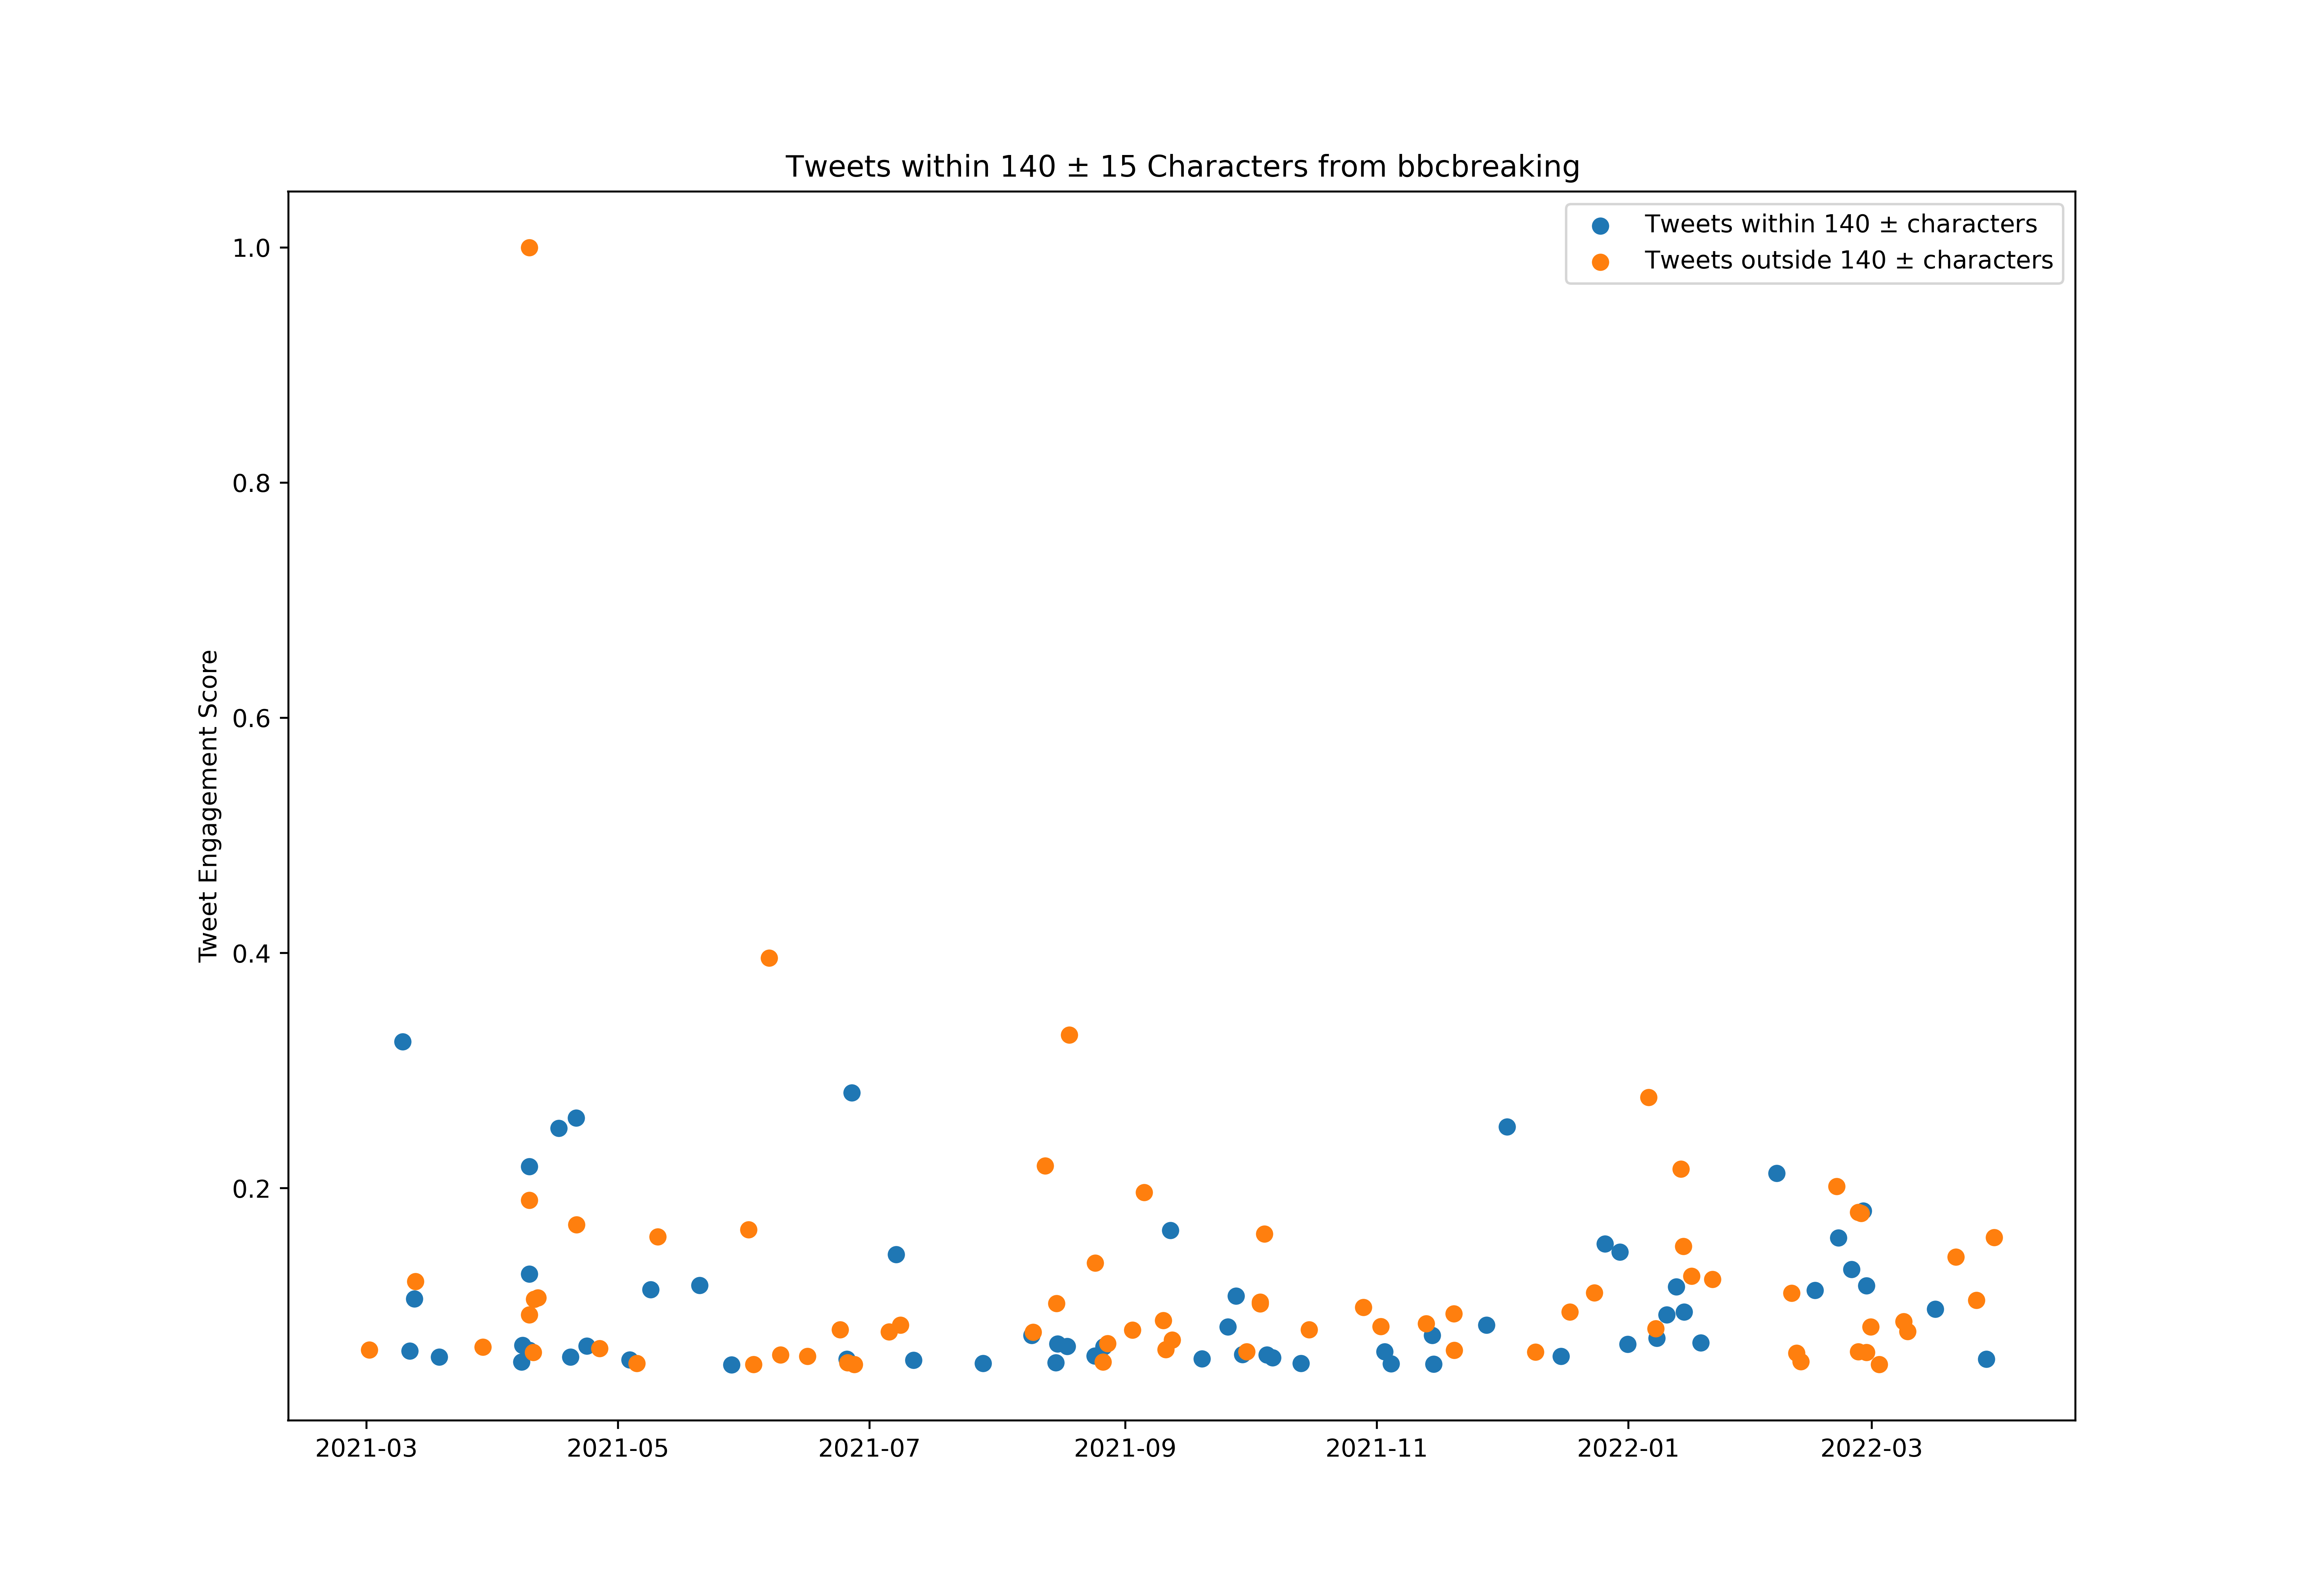 Tweets within 140 ± 15 Characters from bbcbreaking
Tweets within 140 ± characters
Tweets outside 140 ± characters
Tweet Engagement Score
1.0
0.8
0.6
0.4
0.2
2021-03 2021-05 2021-07 2021-09 2021-11 2022-01 2022-03